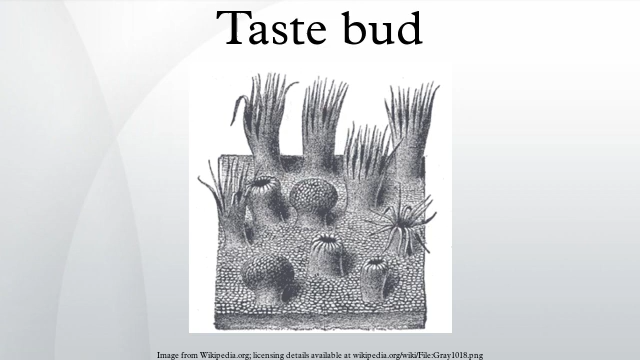 Taste bud
Image from Wikipedia.org; licensing details available at wikipedia.org/wiki/File:Gray1018.png